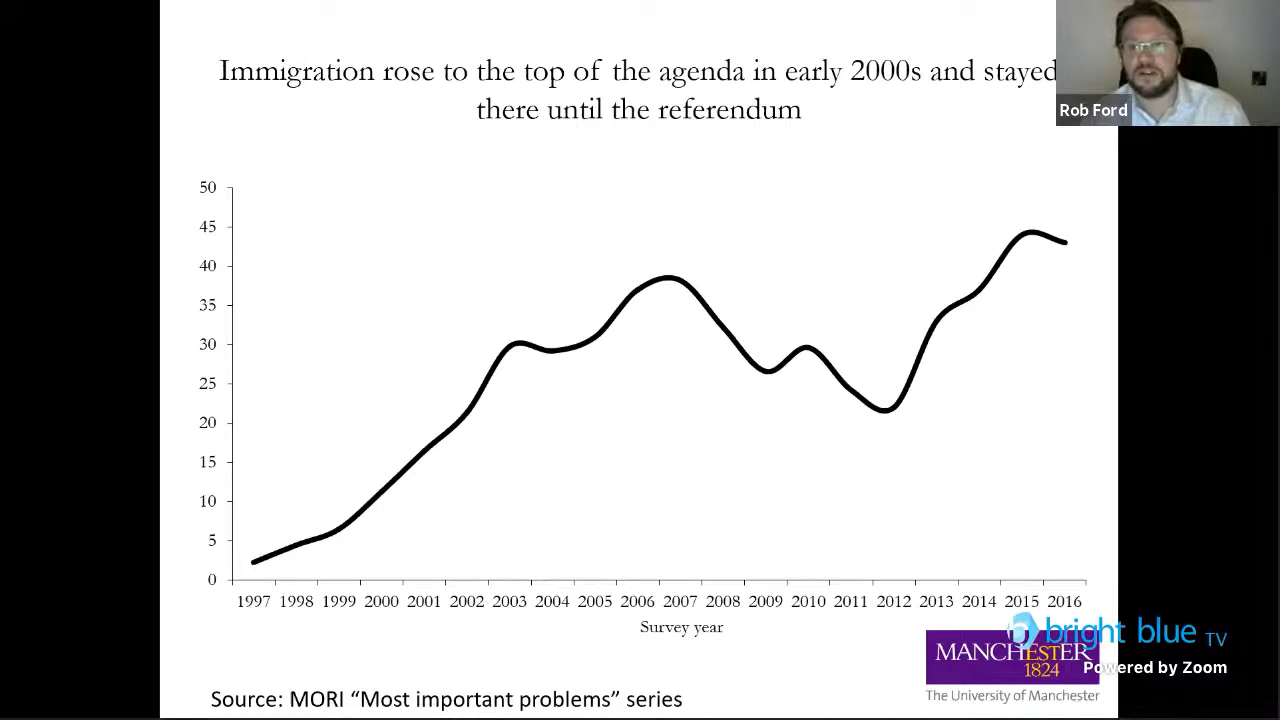 Immigration rose to the top of the agenda in early 2000s and stayed
there until the referendum
Rob Ford
50
45
40
35
30
25
20
15
10
5
0
1997 1998 1999 2000 2001 2002 2003 2004 2005 2006 2007 2008 2009 2010 2011 2012 2013 2014 2015 2016
Survey year
bright blue TV
MANCHESTER
1824
Powered by Zoom
The University of Manchester
Source: MORI “Most important problems” series